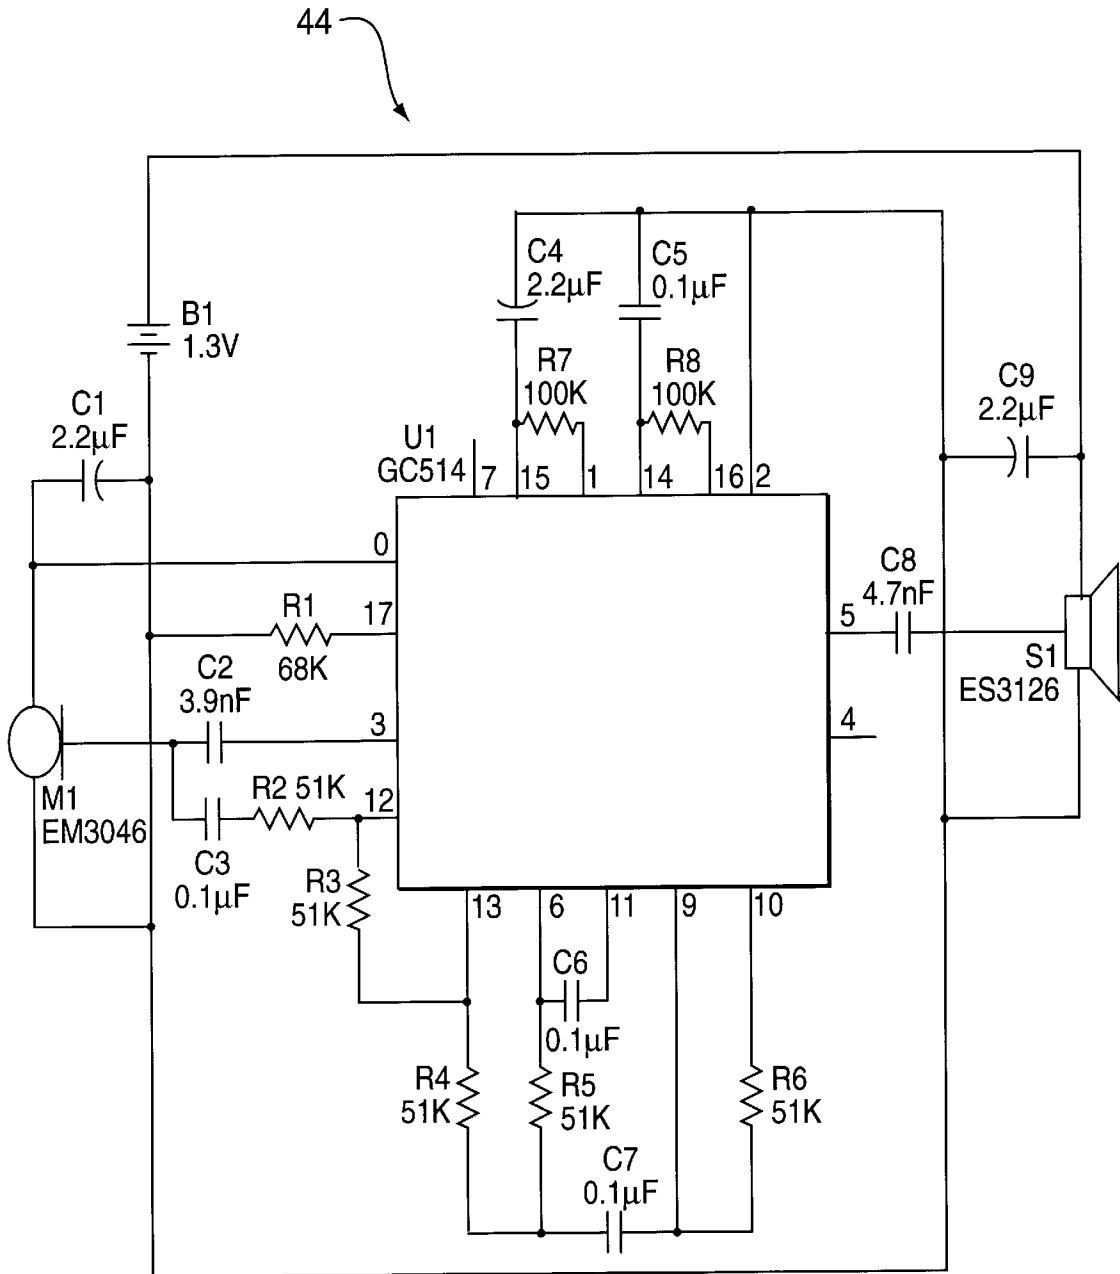 44
C4
2.2µF
C5
0.1µF
B1
1.3V
R7
100K
R8
100K
C9
2.2µF
C1
2.2µF
U1
GC514
7
15
1
14
16
2
0
C8
4.7nF
R1
68K
17
5
S1
ES3126
C2
3.9nF
3
4
M1
EM3046
R2 51K
12
C3
0.1µF
R3
51K
13
6
11
9
10
C6
0.1µF
R4
51K
R5
51K
R6
51K
C7
0.1µF